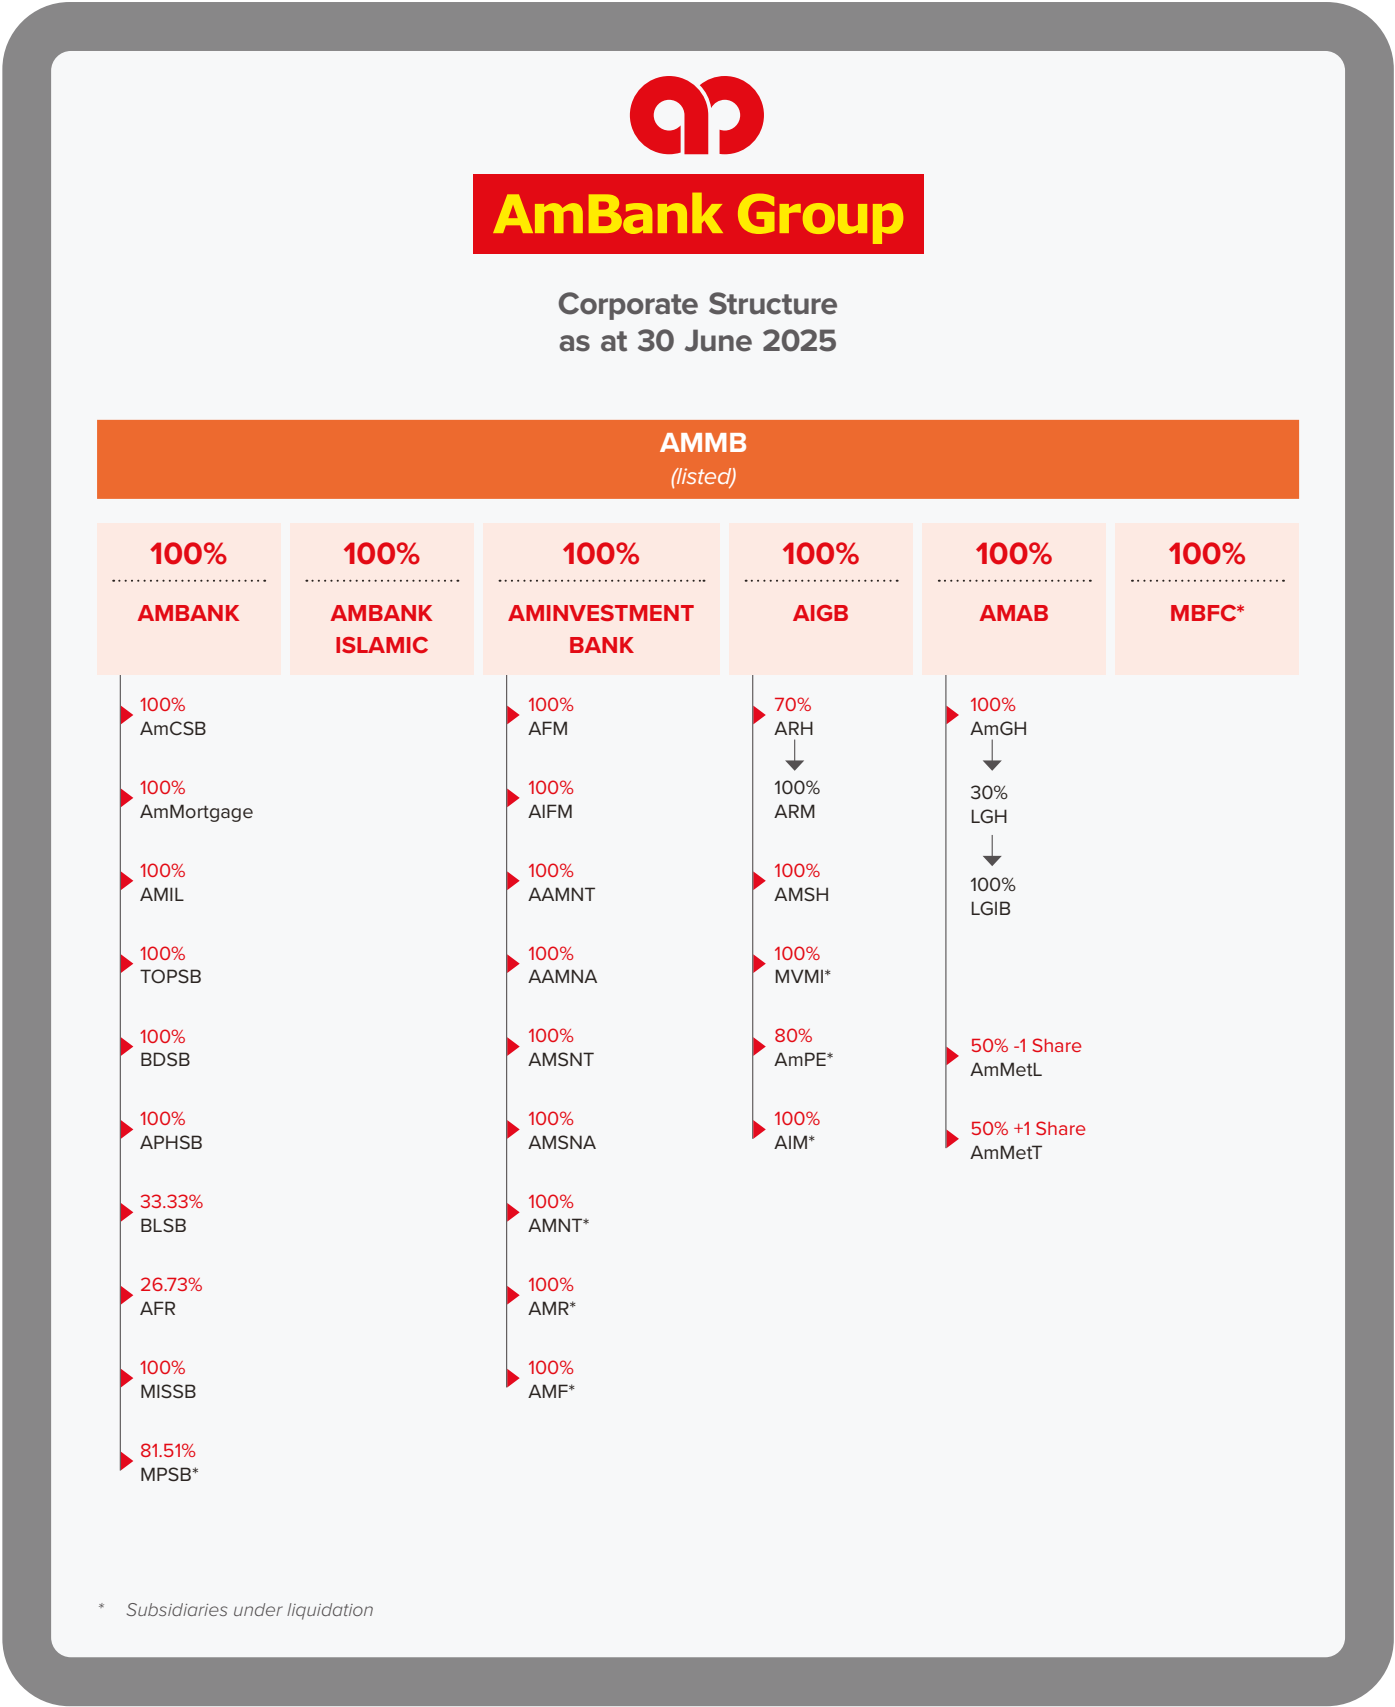 AmBank Group
Corporate Structure
as at 30 June 2025
AMMB
(listed)
100%
AMBANK
100%
AmCSB
100%
AmMortgage
100%
AMIL
100%
TOPSB
100%
BDSB
100%
APHSB
33.33%
BLSB
26.73%
AFR
100%
MISSB
81.51%
MPSB*
100%
AMBANK
ISLAMIC
100%
AMINVESTMENT
BANK
100%
AFM
100%
AIFM
100%
AAMNT
100%
AAMNA
100%
AMSNT
100%
AMSNA
100%
AMNT*
100%
AMR*
100%
AMF*
100%
AIGB
70%
ARH
100%
ARM
100%
AMSH
100%
MVMI*
80%
AmPE*
100%
AIM*
100%
AMAB
100%
AmGH
30%
LGH
100%
LGIB
50% -1 Share
AmMetL
50% +1 Share
AmMetT
100%
MBFC*
* Subsidiaries under liquidation